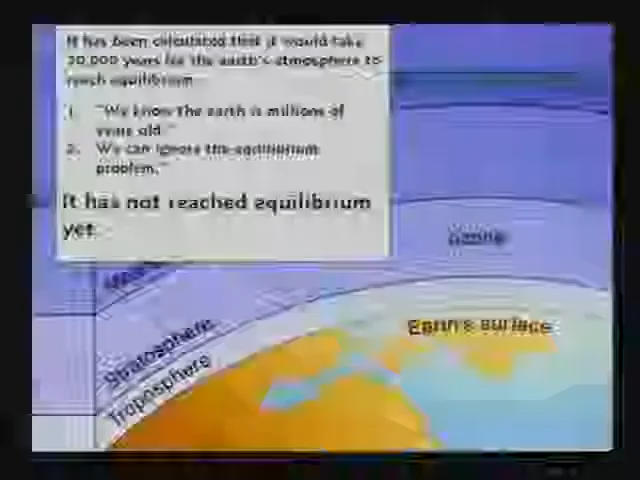 It has been calculated that it would take
30,000 years for the earth's atmosphere to
reach equilibrium.
1. "We know the earth is millions of
years old."
2. We can ignore the equilibrium
problem."
It has not reached equilibrium
yet.
Ozone
Earth's surface
Stratosphere
Troposphere